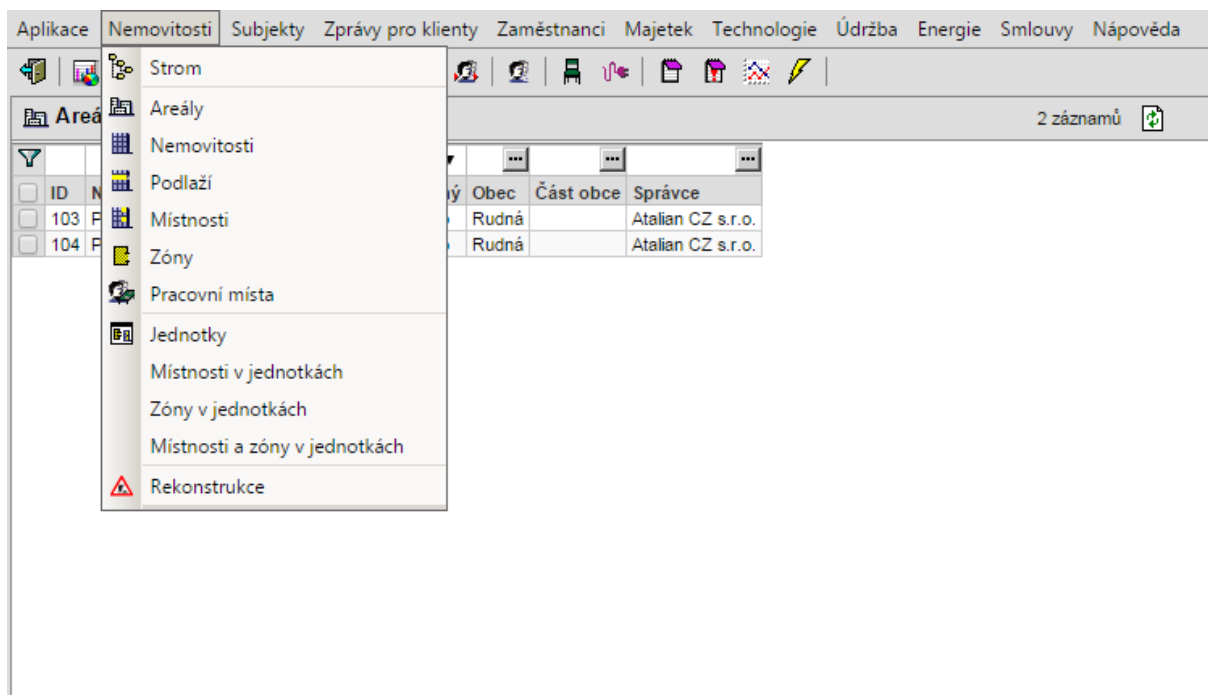 Aplikace Nemovitosti Subjekty Zprávy pro klienty Zaměstnanci Majetek Technologie Údržba Energie Smlouvy Nápověda
Strom
Areály
Nemovitosti
Podlaží
Místnosti
Zóny
Pracovní místa
Jednotky
Místnosti v jednotkách
Zóny v jednotkách
Místnosti a zóny v jednotkách
Rekonstrukce
2 záznamů
ID Obec Část obce Správce
103 P Rudná Atalian CZ s.r.o.
104 P Rudná Atalian CZ s.r.o.